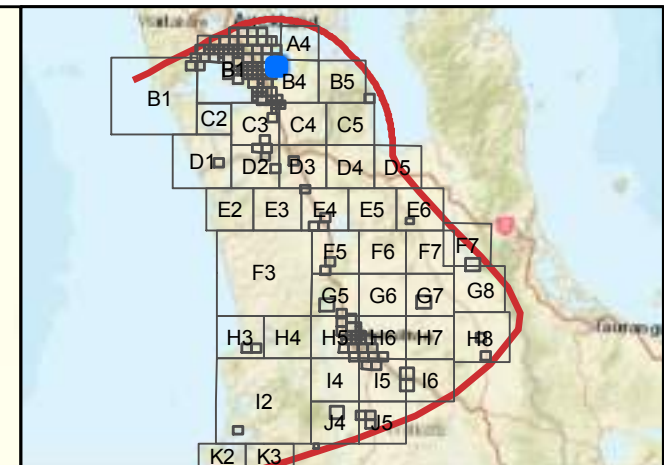 A4
B1 B1 B4 B5
C2 C3 C4 C5
D1 D2 D3 D4 D5
E2 E3 E4 E5 E6
F3 F5 F6 F7 F7
G5 G6 G7 G8
H3 H4 H5 H6 H7 H8
I2 I4 I5 I6
J4 J5
K2 K3